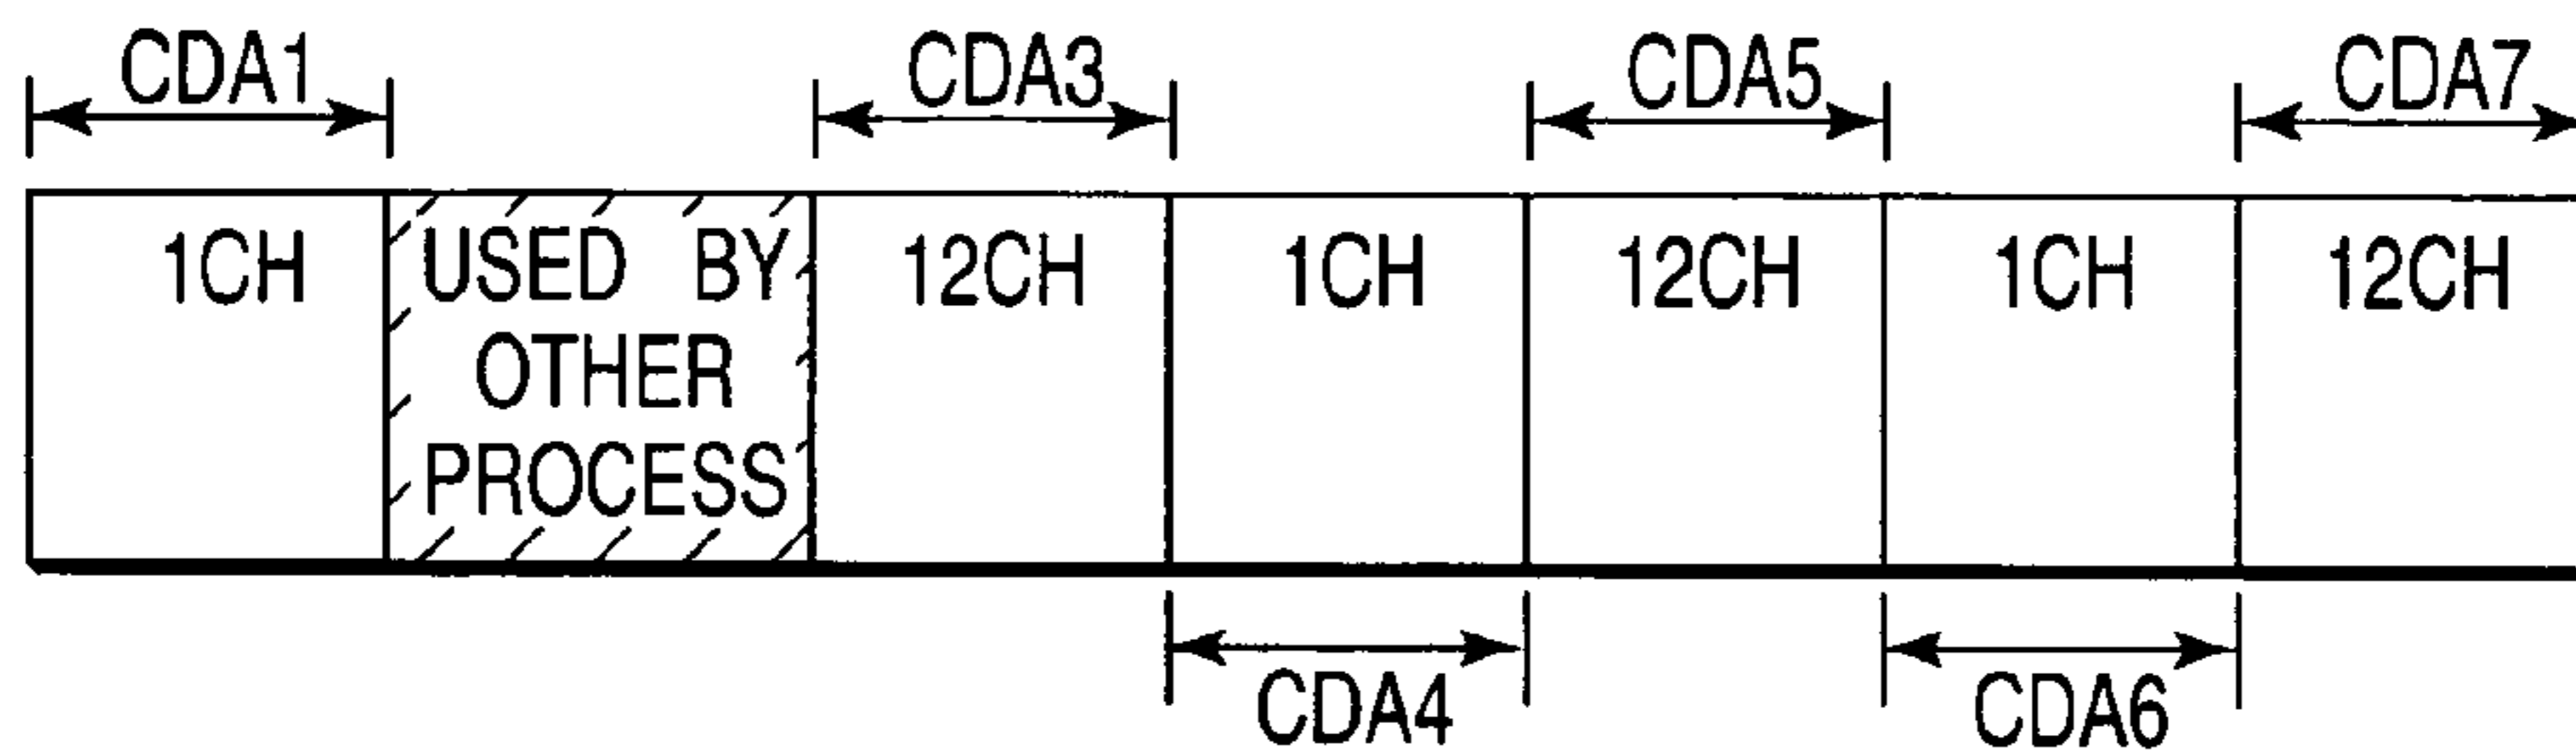 CDA1
CDA3
CDA5
CDA7
1CH
USED BY
OTHER
PROCESS
12CH
1CH
12CH
1CH
12CH
CDA4
CDA6